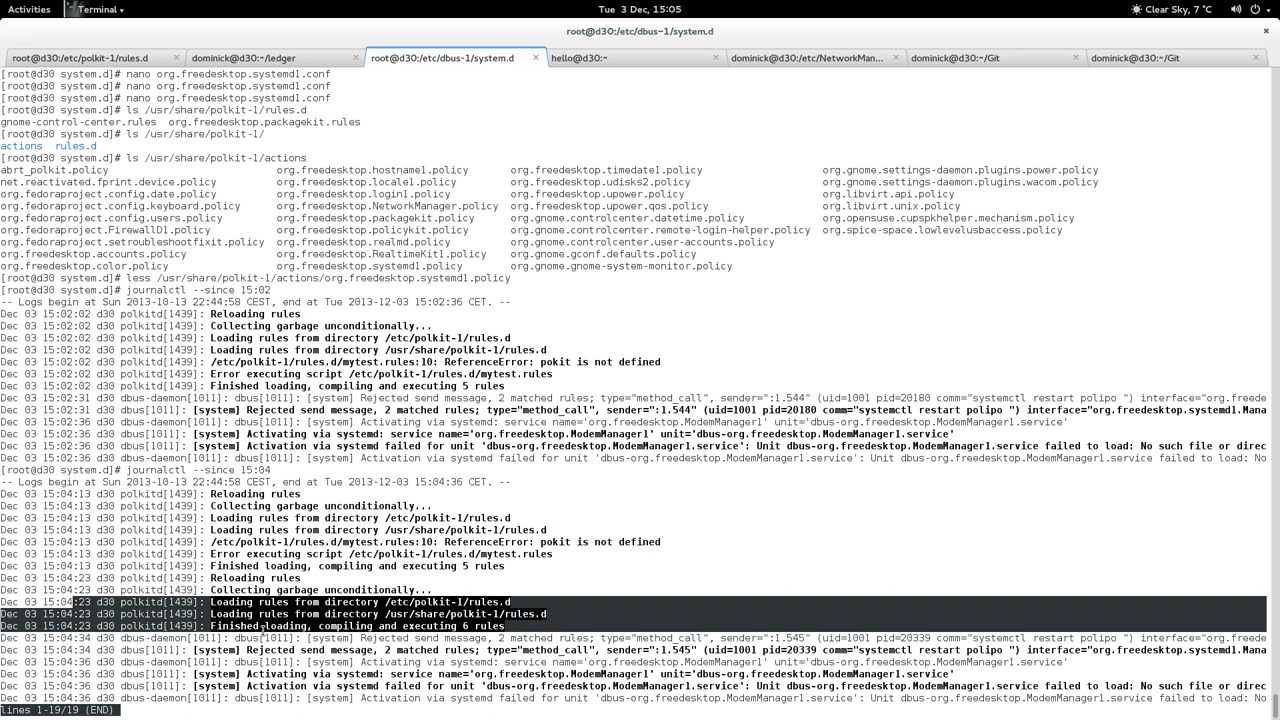 Activities Terminal Tue 3 Dec, 15:05 Clear Sky, 7 °C
root@d30:/etc/dbus-1/system.d
root@d30:/etc/polkit-1/rules.d dominick@d30:~/ledger root@d30:/etc/dbus-1/system.d hello@d30:~ dominick@d30:/etc/NetworkMan... dominick@d30:~/Git dominick@d30:~/Git
[root@d30 system.d]# nano org.freedesktop.systemd1.conf
[root@d30 system.d]# nano org.freedesktop.systemd1.conf
[root@d30 system.d]# nano org.freedesktop.systemd1.conf
[root@d30 system.d]# ls /usr/share/polkit-1/rules.d
gnome-control-center.rules org.freedesktop.packagekit.rules
[root@d30 system.d]# ls /usr/share/polkit-1/
actions rules.d
[root@d30 system.d]# ls /usr/share/polkit-1/actions
abrt_polkit.policy org.freedesktop.hostname1.policy org.freedesktop.timedate1.policy org.gnome.settings-daemon.plugins.power.policy
net.reactivated.fprint.device.policy org.freedesktop.locale1.policy org.freedesktop.udisks2.policy org.gnome.settings-daemon.plugins.wacom.policy
org.fedoraproject.config.date.policy org.freedesktop.login1.policy org.freedesktop.upower.policy org.libvirt.api.policy
org.fedoraproject.config.keyboard.policy org.freedesktop.NetworkManager.policy org.freedesktop.upower.qos.policy org.libvirt.unix.policy
org.fedoraproject.config.users.policy org.freedesktop.packagekit.policy org.gnome.controlcenter.datetime.policy org.opensuse.cupspkhelper.mechanism.policy
org.fedoraproject.FirewallD1.policy org.freedesktop.policykit.policy org.gnome.controlcenter.remote-login-helper.policy org.spice-space.lowlevelusbaccess.policy
org.fedoraproject.setroubleshootfixit.policy org.freedesktop.realmd.policy org.gnome.controlcenter.user-accounts.policy
org.freedesktop.accounts.policy org.freedesktop.RealtimeKit1.policy org.gnome.gconf.defaults.policy
org.freedesktop.color.policy org.freedesktop.systemd1.policy org.gnome.gnome-system-monitor.policy
[root@d30 system.d]# less /usr/share/polkit-1/actions/org.freedesktop.systemd1.policy
[root@d30 system.d]# journalctl --since 15:02
-- Logs begin at Sun 2013-10-13 22:44:58 CEST, end at Tue 2013-12-03 15:02:36 CET. --
Dec 03 15:02:02 d30 polkitd[1439]: Reloading rules
Dec 03 15:02:02 d30 polkitd[1439]: Collecting garbage unconditionally...
Dec 03 15:02:02 d30 polkitd[1439]: Loading rules from directory /etc/polkit-1/rules.d
Dec 03 15:02:02 d30 polkitd[1439]: Loading rules from directory /usr/share/polkit-1/rules.d
Dec 03 15:02:02 d30 polkitd[1439]: /etc/polkit-1/rules.d/mytest.rules:10: ReferenceError: pokit is not defined
Dec 03 15:02:02 d30 polkitd[1439]: Error executing script /etc/polkit-1/rules.d/mytest.rules
Dec 03 15:02:02 d30 polkitd[1439]: Finished loading, compiling and executing 5 rules
Dec 03 15:02:31 d30 dbus-daemon[1011]: dbus[1011]: [system] Rejected send message, 2 matched rules; type="method_call", sender=":1.544" (uid=1001 pid=20180 comm="systemctl restart polipo ") interface="org.freede
Dec 03 15:02:31 d30 dbus[1011]: [system] Rejected send message, 2 matched rules; type="method_call", sender=":1.544" (uid=1001 pid=20180 comm="systemctl restart polipo ") interface="org.freedesktop.systemd1.Mana
Dec 03 15:02:36 d30 dbus-daemon[1011]: dbus[1011]: [system] Activating via systemd: service name='org.freedesktop.ModemManager1' unit='dbus-org.freedesktop.ModemManager1.service'
Dec 03 15:02:36 d30 dbus[1011]: [system] Activating via systemd: service name='org.freedesktop.ModemManager1' unit='dbus-org.freedesktop.ModemManager1.service'
Dec 03 15:02:36 d30 dbus[1011]: [system] Activation via systemd failed for unit 'dbus-org.freedesktop.ModemManager1.service': Unit dbus-org.freedesktop.ModemManager1.service failed to load: No such file or direc
Dec 03 15:02:36 d30 dbus-daemon[1011]: dbus[1011]: [system] Activation via systemd failed for unit 'dbus-org.freedesktop.ModemManager1.service': Unit dbus-org.freedesktop.ModemManager1.service failed to load: No
[root@d30 system.d]# journalctl --since 15:04
-- Logs begin at Sun 2013-10-13 22:44:58 CEST, end at Tue 2013-12-03 15:04:36 CET. --
Dec 03 15:04:13 d30 polkitd[1439]: Reloading rules
Dec 03 15:04:13 d30 polkitd[1439]: Collecting garbage unconditionally...
Dec 03 15:04:13 d30 polkitd[1439]: Loading rules from directory /etc/polkit-1/rules.d
Dec 03 15:04:13 d30 polkitd[1439]: Loading rules from directory /usr/share/polkit-1/rules.d
Dec 03 15:04:13 d30 polkitd[1439]: /etc/polkit-1/rules.d/mytest.rules:10: ReferenceError: pokit is not defined
Dec 03 15:04:13 d30 polkitd[1439]: Error executing script /etc/polkit-1/rules.d/mytest.rules
Dec 03 15:04:13 d30 polkitd[1439]: Finished loading, compiling and executing 5 rules
Dec 03 15:04:23 d30 polkitd[1439]: Reloading rules
Dec 03 15:04:23 d30 polkitd[1439]: Collecting garbage unconditionally...
Dec 03 15:04:23 d30 polkitd[1439]: Loading rules from directory /etc/polkit-1/rules.d
Dec 03 15:04:23 d30 polkitd[1439]: Loading rules from directory /usr/share/polkit-1/rules.d
Dec 03 15:04:23 d30 polkitd[1439]: Finished loading, compiling and executing 6 rules
Dec 03 15:04:34 d30 dbus-daemon[1011]: dbus[1011]: [system] Rejected send message, 2 matched rules; type="method_call", sender=":1.545" (uid=1001 pid=20339 comm="systemctl restart polipo ") interface="org.freede
Dec 03 15:04:34 d30 dbus[1011]: [system] Rejected send message, 2 matched rules; type="method_call", sender=":1.545" (uid=1001 pid=20339 comm="systemctl restart polipo ") interface="org.freedesktop.systemd1.Mana
Dec 03 15:04:36 d30 dbus-daemon[1011]: dbus[1011]: [system] Activating via systemd: service name='org.freedesktop.ModemManager1' unit='dbus-org.freedesktop.ModemManager1.service'
Dec 03 15:04:36 d30 dbus[1011]: [system] Activating via systemd: service name='org.freedesktop.ModemManager1' unit='dbus-org.freedesktop.ModemManager1.service'
Dec 03 15:04:36 d30 dbus[1011]: [system] Activation via systemd failed for unit 'dbus-org.freedesktop.ModemManager1.service': Unit dbus-org.freedesktop.ModemManager1.service failed to load: No such file or direc
Dec 03 15:04:36 d30 dbus-daemon[1011]: dbus[1011]: [system] Activation via systemd failed for unit 'dbus-org.freedesktop.ModemManager1.service': Unit dbus-org.freedesktop.ModemManager1.service failed to load: No
lines 1-19/19 (END)